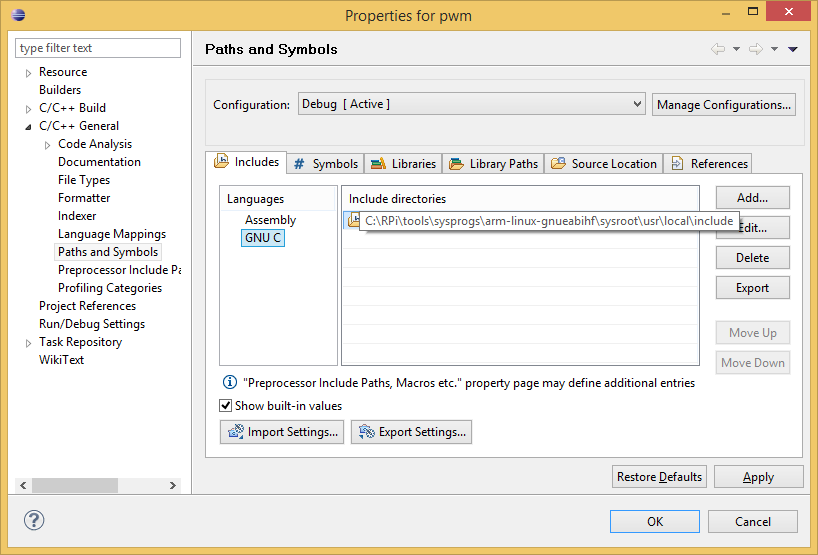 Properties for pwm
type filter text
Resource
Builders
C/C++ Build
C/C++ General
Code Analysis
Documentation
File Types
Formatter
Indexer
Language Mappings
Paths and Symbols
Preprocessor Include Pa
Profiling Categories
Project References
Run/Debug Settings
Task Repository
WikiText
Paths and Symbols
Configuration:
Debug [ Active ]
Manage Configurations...
Includes
Symbols
Libraries
Library Paths
Source Location
References
Languages
Assembly
GNU C
Include directories
C:\RPi\tools\sysprogs\arm-linux-gnueabihf\sysroot\usr\local\include
Add...
Edit...
Delete
Export
Move Up
Move Down
"Preprocessor Include Paths, Macros etc." property page may define additional entries
Show built-in values
Import Settings...
Export Settings...
Restore Defaults
Apply
OK
Cancel